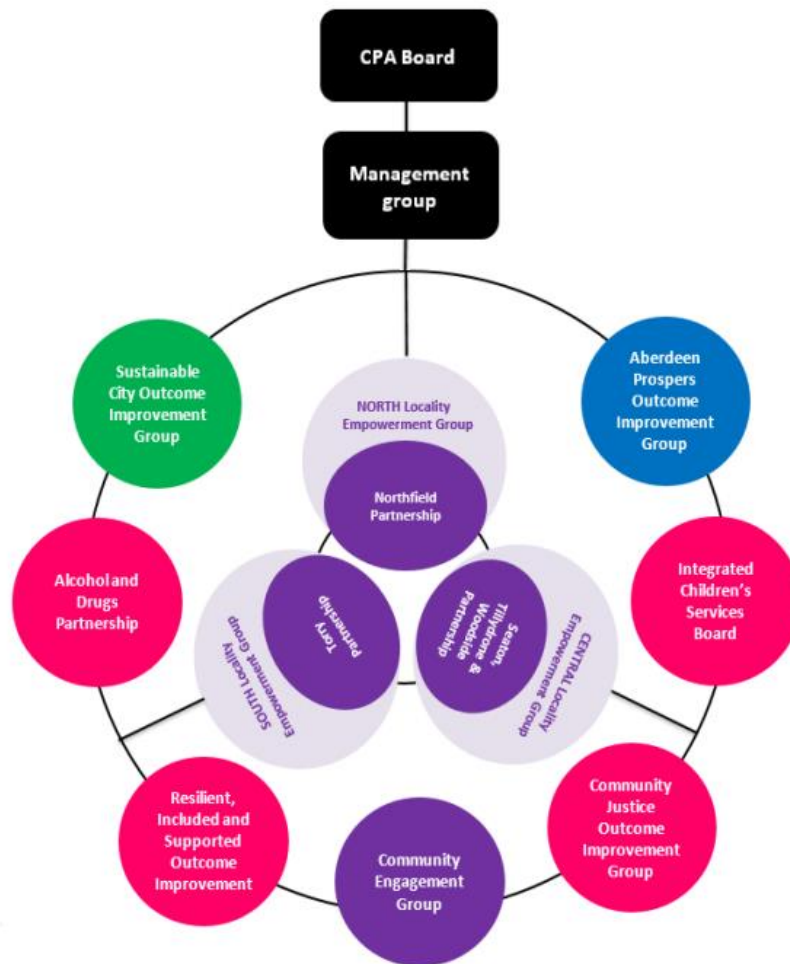 CPA Board
Management
group
Sustainable
City Outcome
Improvement
Group
Aberdeen
Prospers
Outcome
Improvement
Group
NORTH Locality
Empowerment Group
Northfield
Partnership
Alcohol and
Drugs
Partnership
Torry
Partnership
SOUTH Locality
Empowerment Group
Seaton,
Tillydrone &
Woodside
Partnership
CENTRAL Locality
Empowerment Group
Integrated
Children's
Services
Board
Resilient,
Included and
Supported
Outcome
Improvement
Community
Engagement
Group
Community
Justice
Outcome
Improvement
Group